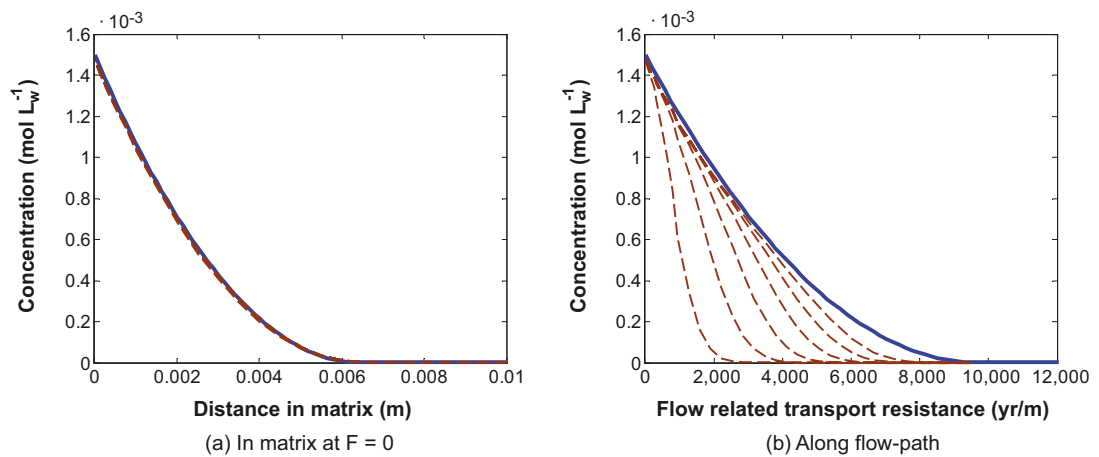 · 10⁻³
1.6
1.4
1.2
1
0.8
0.6
0.4
0.2
0
Concentration (mol L_w⁻¹)
0 0.002 0.004 0.006 0.008 0.01
Distance in matrix (m)
(a) In matrix at F = 0
· 10⁻³
1.6
1.4
1.2
1
0.8
0.6
0.4
0.2
0
Concentration (mol L_w⁻¹)
0 2,000 4,000 6,000 8,000 10,000 12,000
Flow related transport resistance (yr/m)
(b) Along flow-path